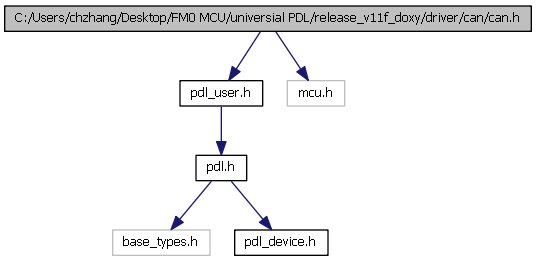 C:/Users/chzhang/Desktop/FM0 MCU/universial PDL/release_v11f_doxy/driver/can/can.h
pdl_user.h
mcu.h
pdl.h
base_types.h
pdl_device.h